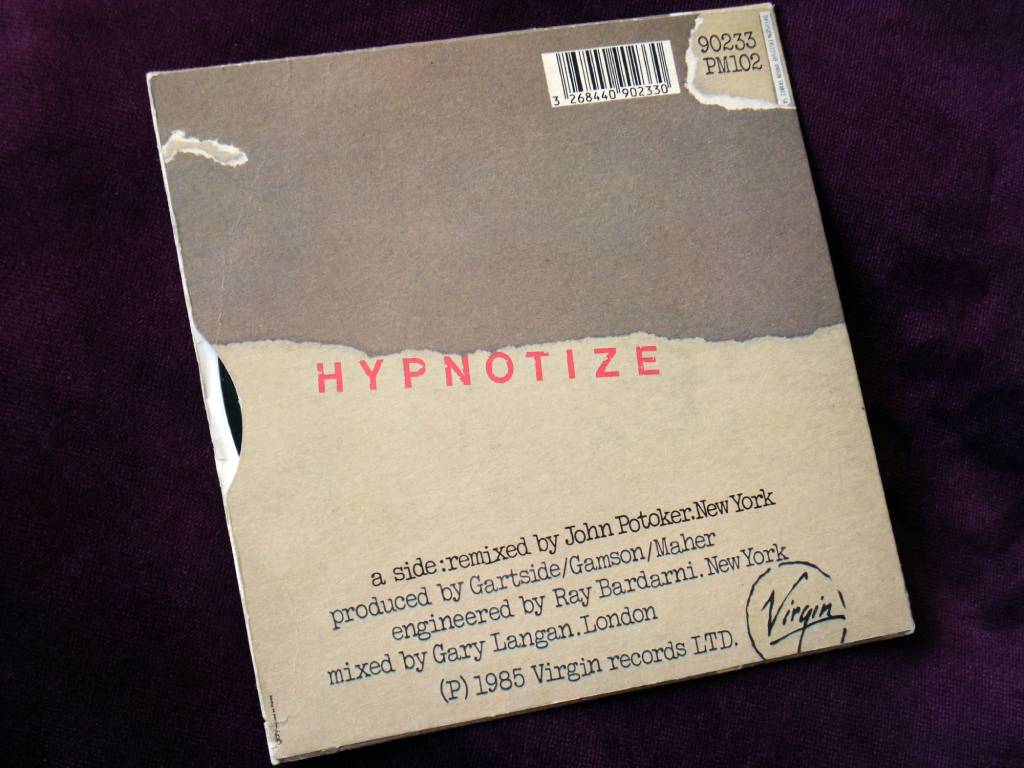 90233
PM102
3 268440 902330
HYPNOTIZE
a side:remixed by John Potoker.New York
produced by Gartside/Gamson/Maher
engineered by Ray Bardarni.New York
mixed by Gary Langan.London
(P) 1985 Virgin records LTD.
Virgin